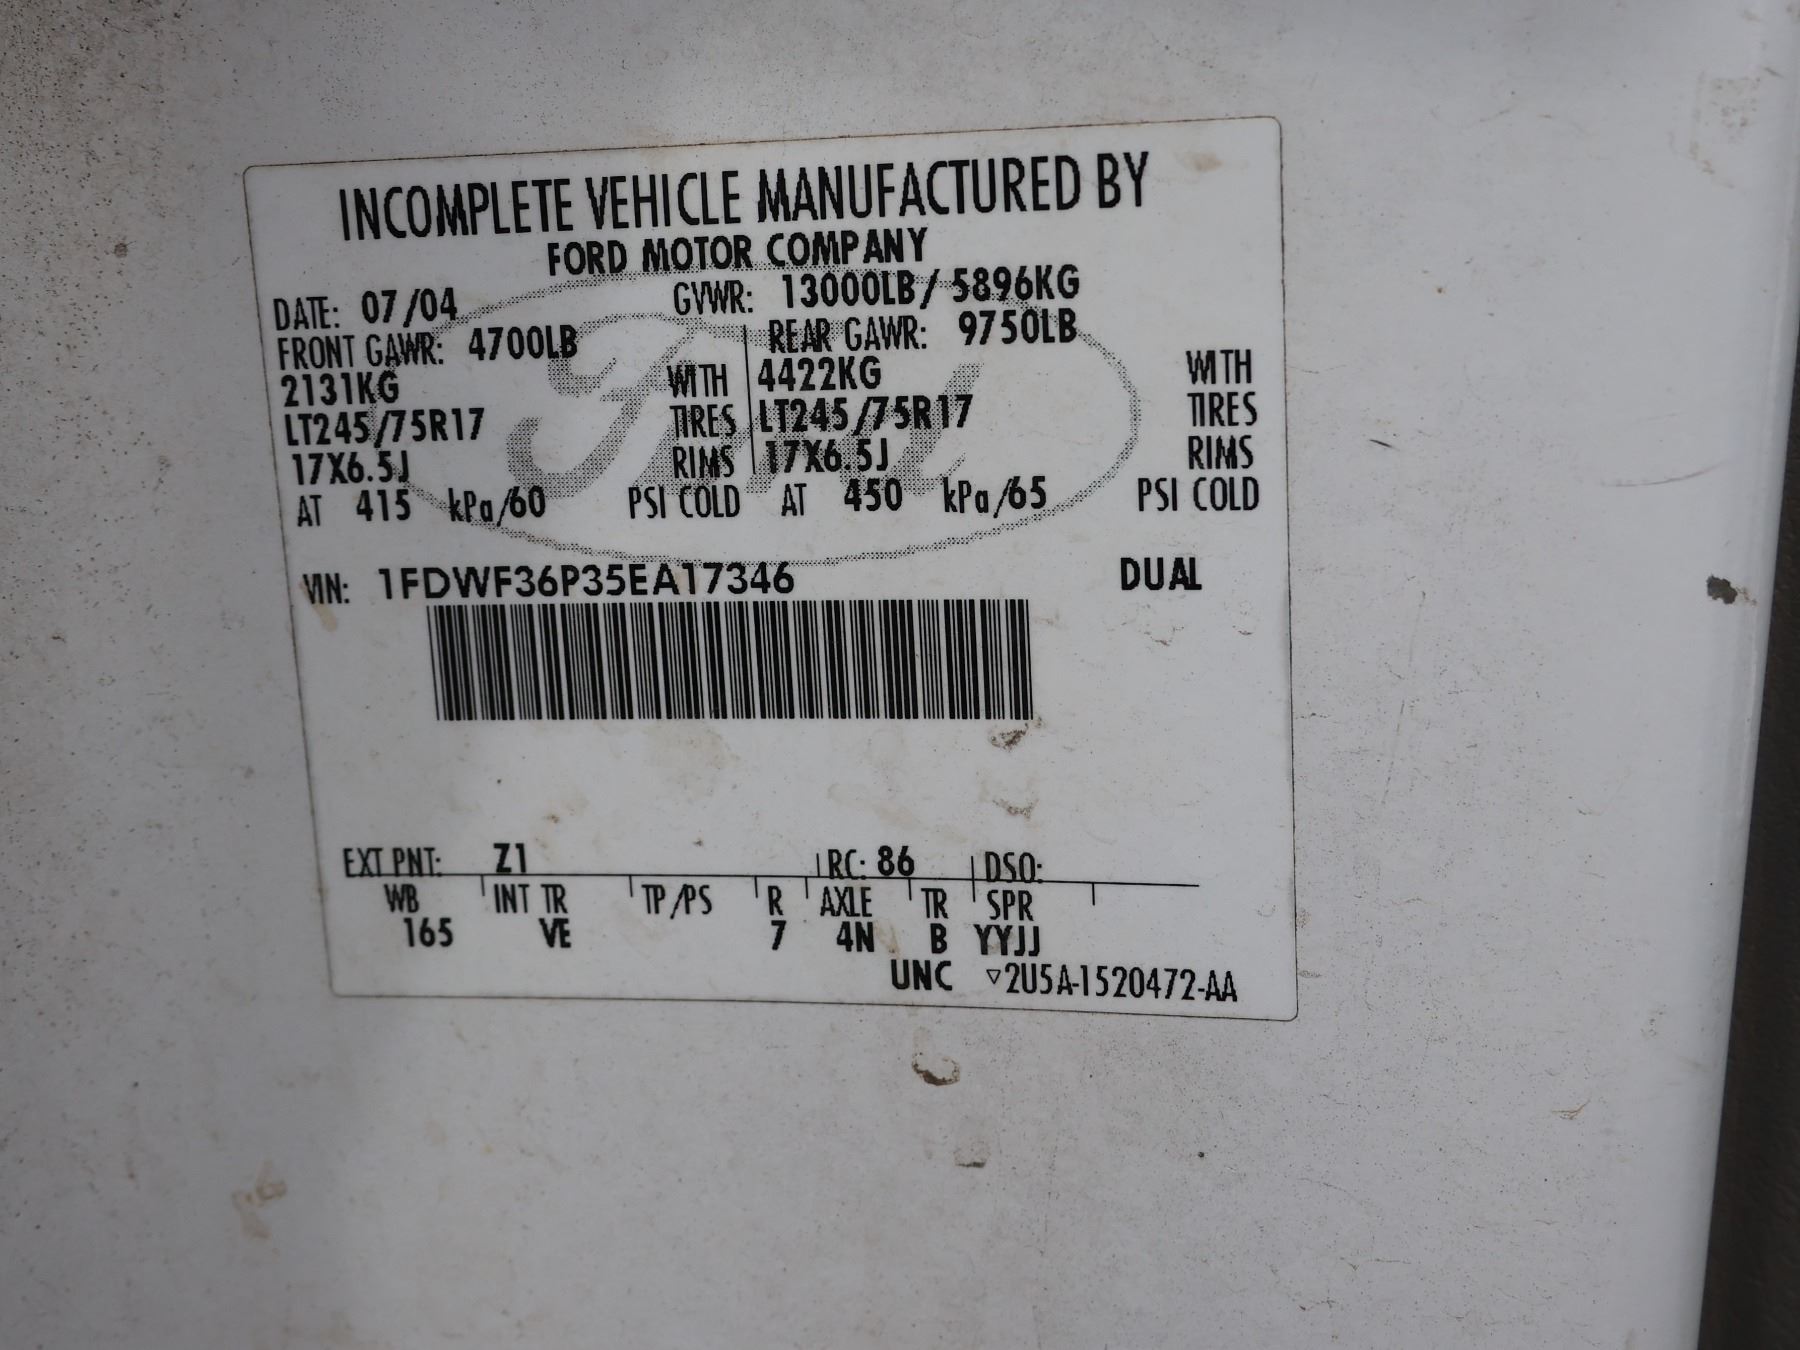 INCOMPLETE VEHICLE MANUFACTURED BY
FORD MOTOR COMPANY
DATE: 07/04 GVWR: 13000LB/ 5896KG
FRONT GAWR: 4700LB REAR GAWR: 9750LB
2131KG WITH 4422KG WITH
LT245/75R17 TIRES LT245/75R17 TIRES
17X6.5J RIMS 17X6.5J RIMS
AT 415 kPa/60 PSI COLD AT 450 kPa/65 PSI COLD
VIN: 1FDWF36P35EA17346 DUAL
EXT PNT: Z1 RC: 86 DSO:
WB INT TR TP/PS R AXLE TR SPR
165 VE 7 4N B YYJJ
UNC ▿2U5A-1520472-AA